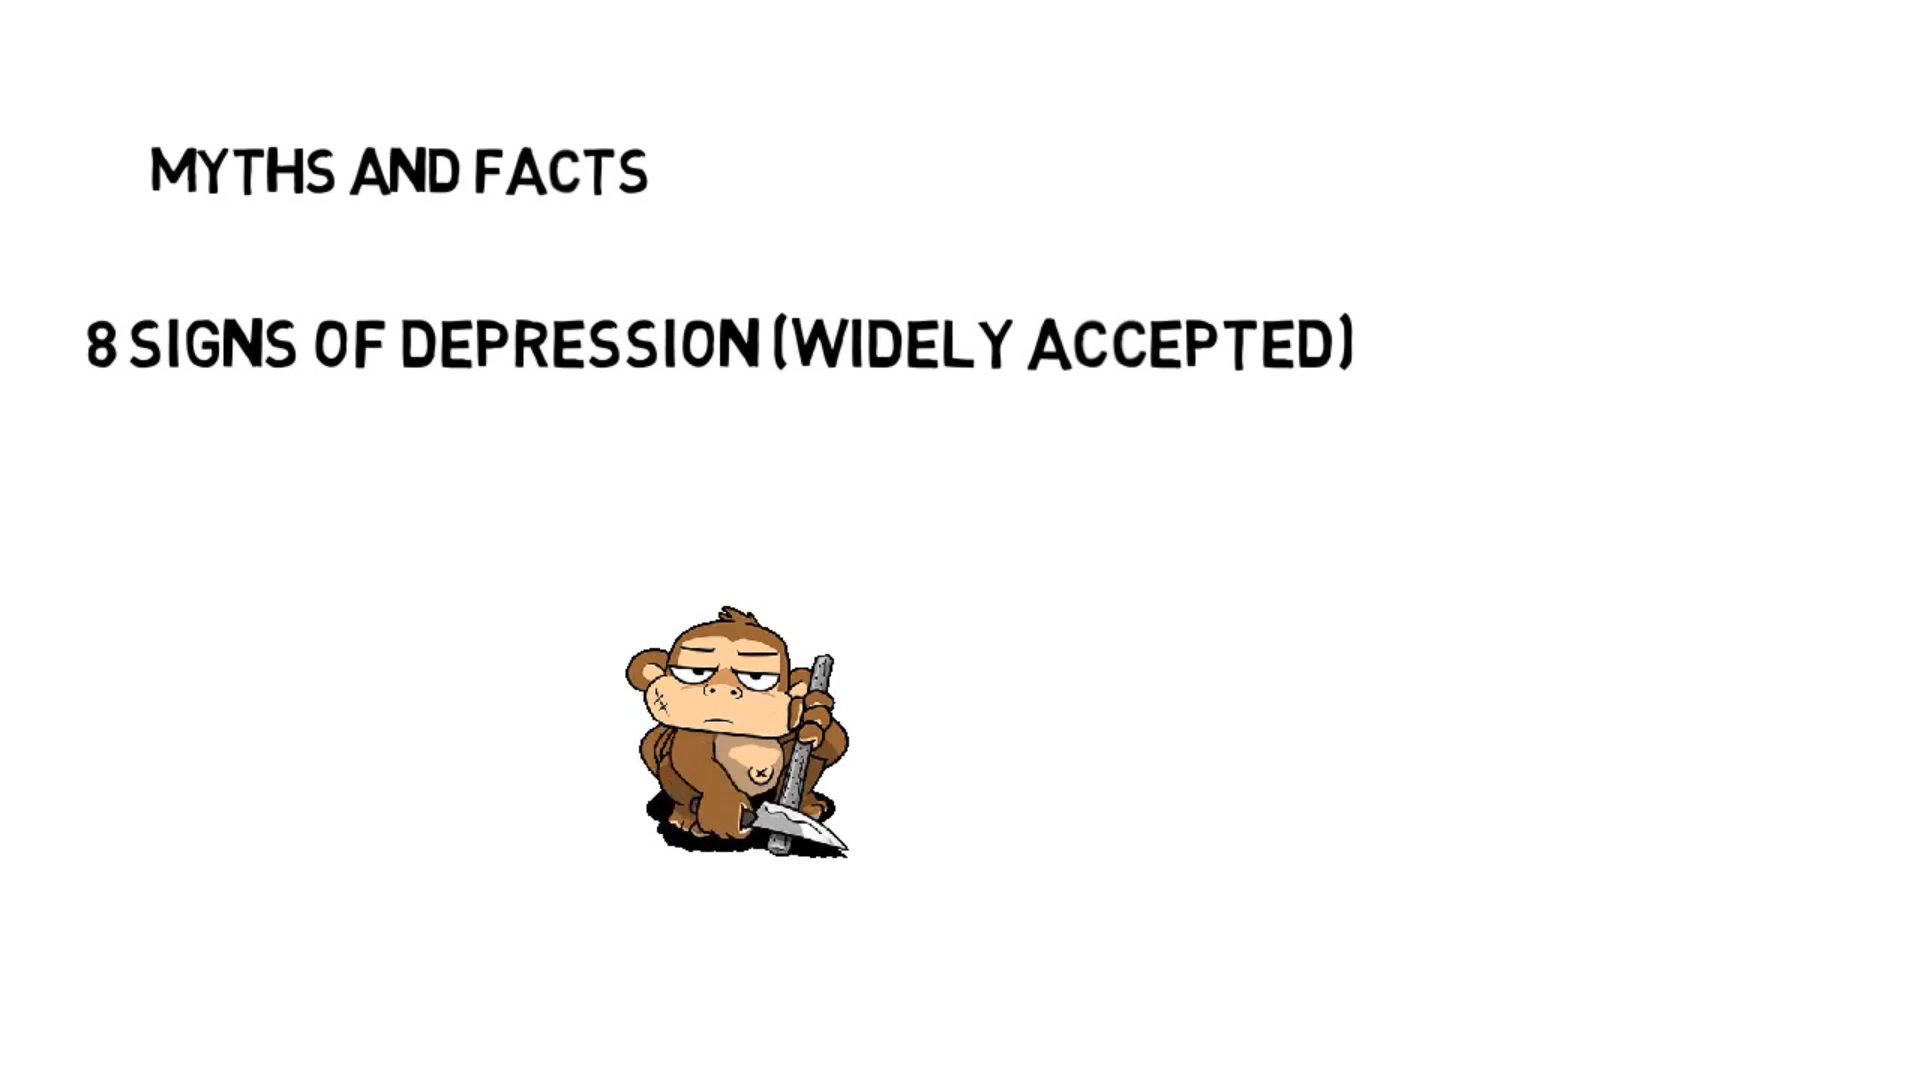 MYTHS AND FACTS
8 SIGNS OF DEPRESSION (WIDELY ACCEPTED)